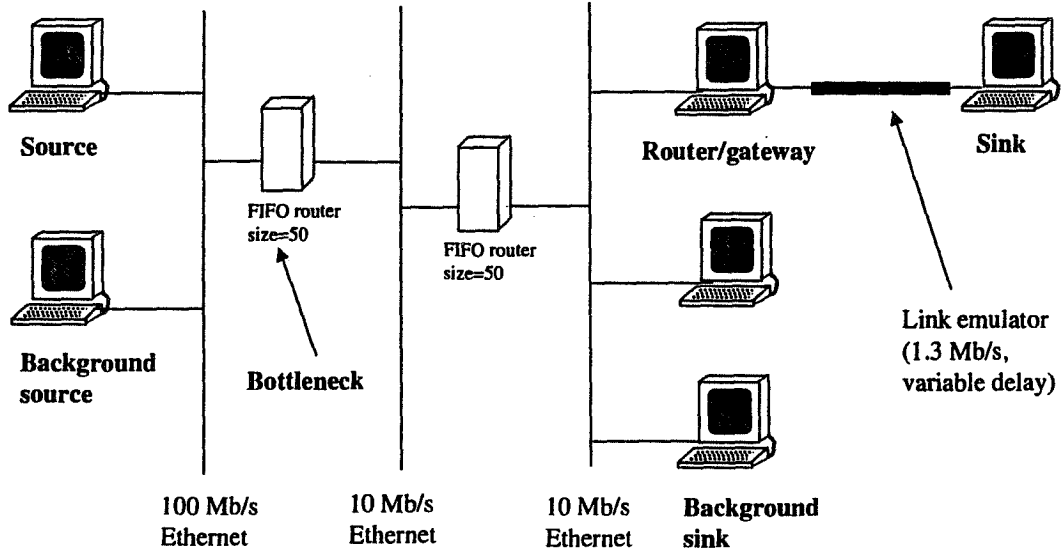 Source
FIFO router
size=50
FIFO router
size=50
Router/gateway
Sink
Background
source
Bottleneck
Link emulator
(1.3 Mb/s,
variable delay)
100 Mb/s
Ethernet
10 Mb/s
Ethernet
10 Mb/s
Ethernet
Background
sink